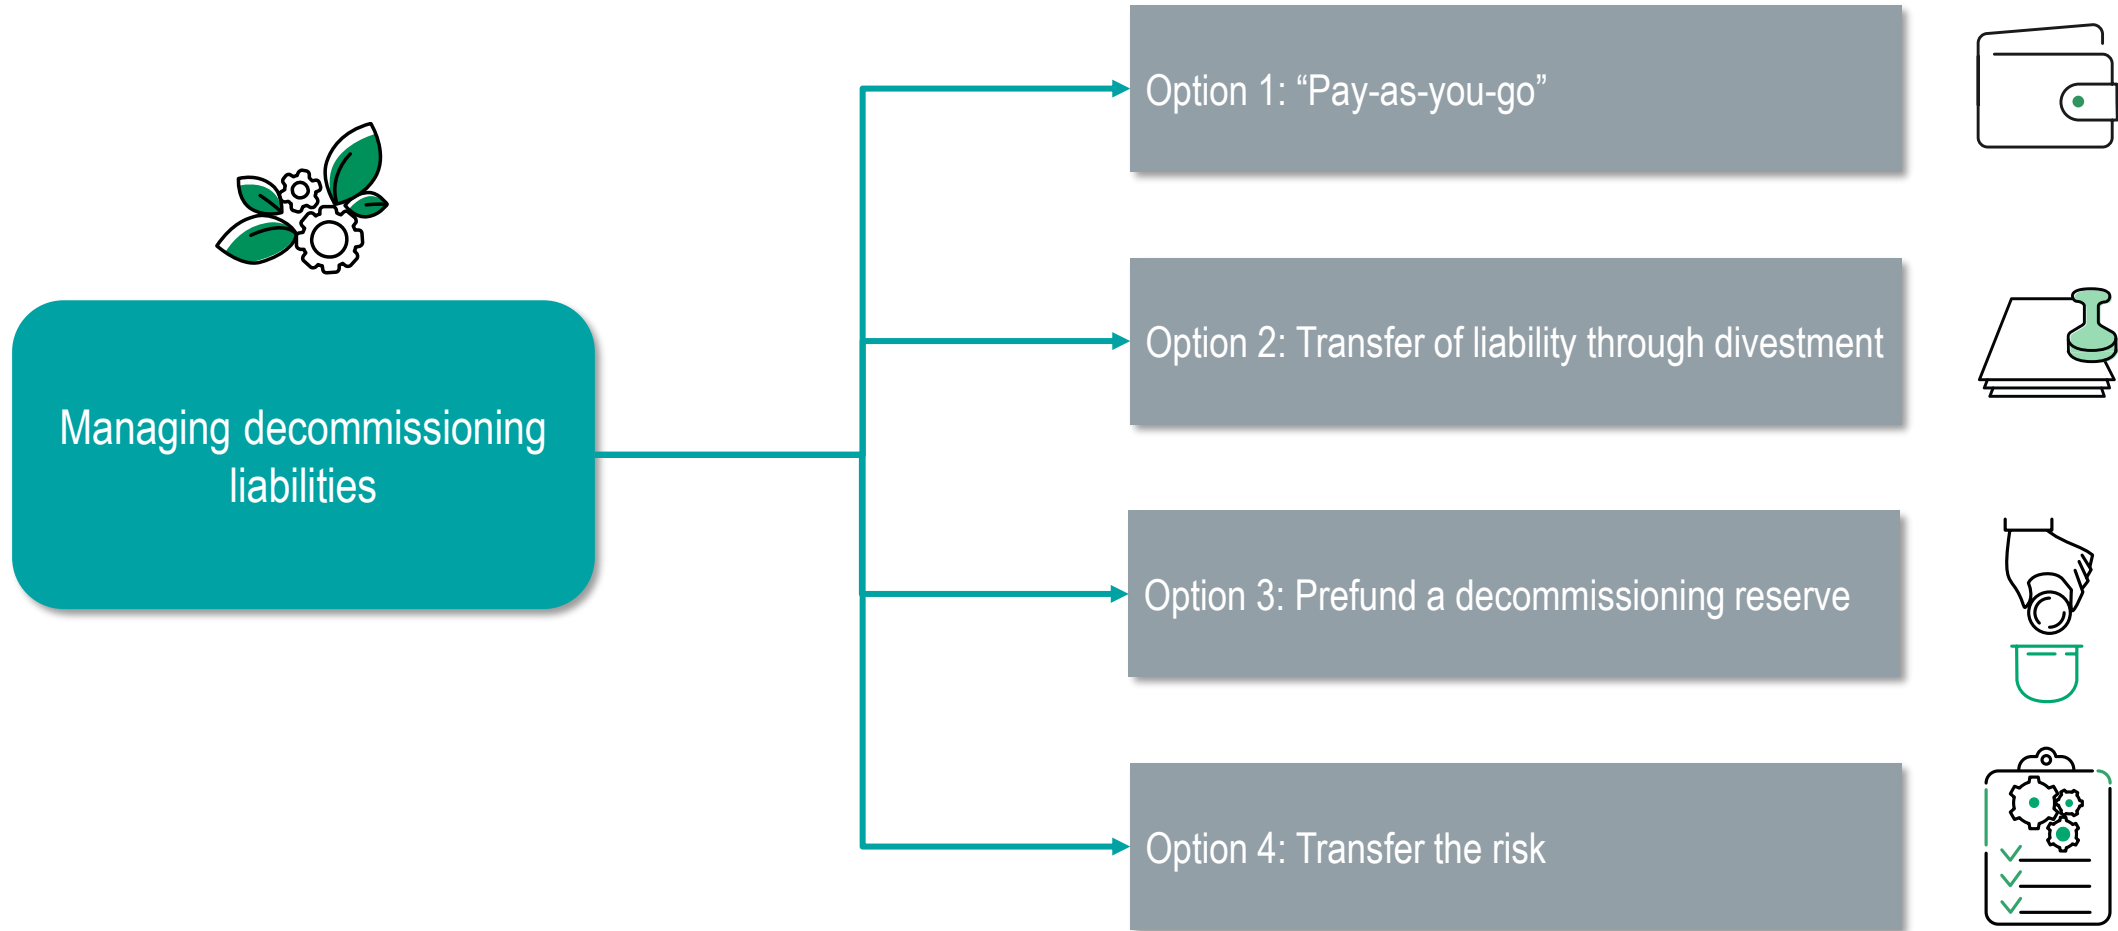 Managing decommissioning
liabilities
Option 1: “Pay-as-you-go”
Option 2: Transfer of liability through divestment
Option 3: Prefund a decommissioning reserve
Option 4: Transfer the risk